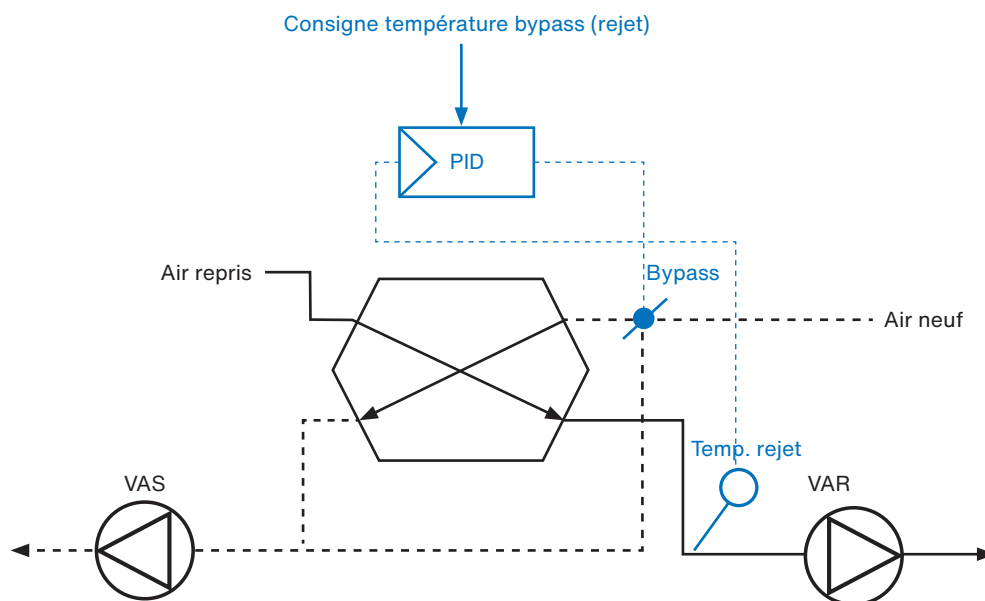 Consigne température bypass (rejet)
PID
Air repris
Bypass
Air neuf
Temp. rejet
VAS
VAR